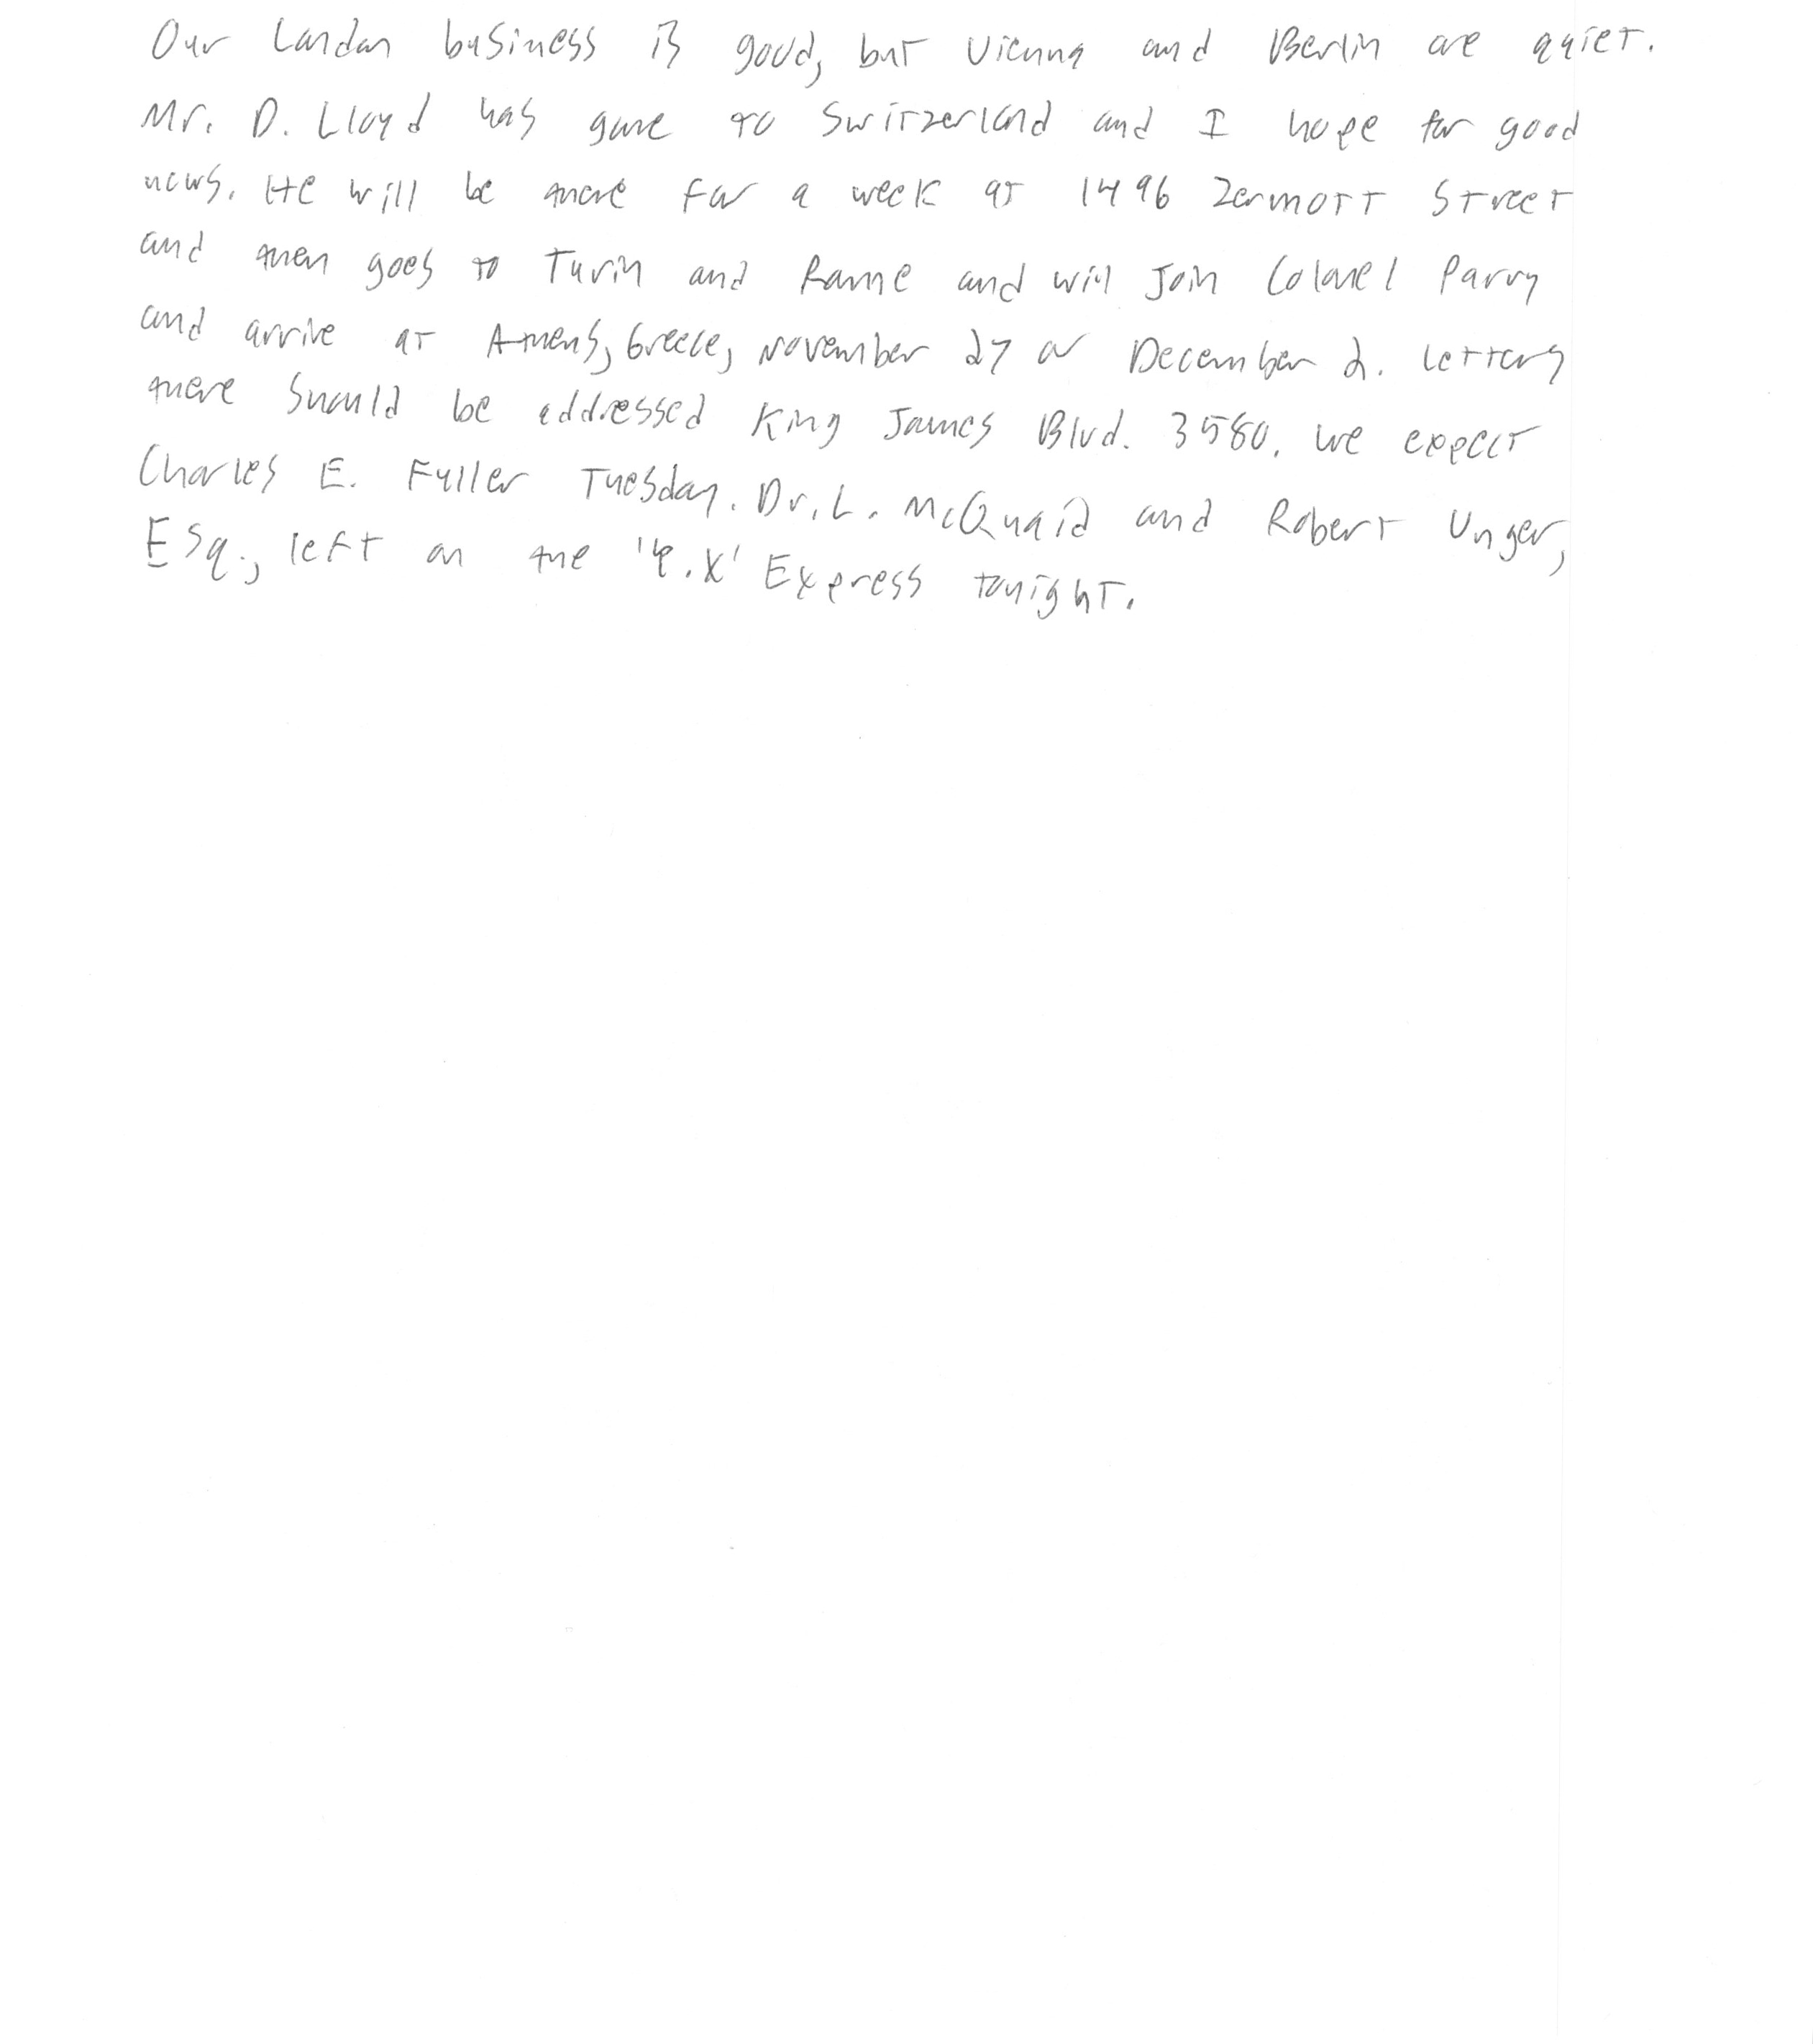 Our London business is good, but Vienna and Berlin are quiet.
Mr. D. Lloyd has gone to Switzerland and I hope for good
news. He will be there for a week at 1496 Zermott Street
and then goes to Turin and Rome and will join Colonel Parry
and arrive at Athens, Greece, November 27 or December 2. Letters
there should be addressed King James Blvd. 3580. We expect
Charles E. Fuller Tuesday. Dr. L. McQuaid and Robert Unger,
Esq., left on the 'Y.X' Express tonight.